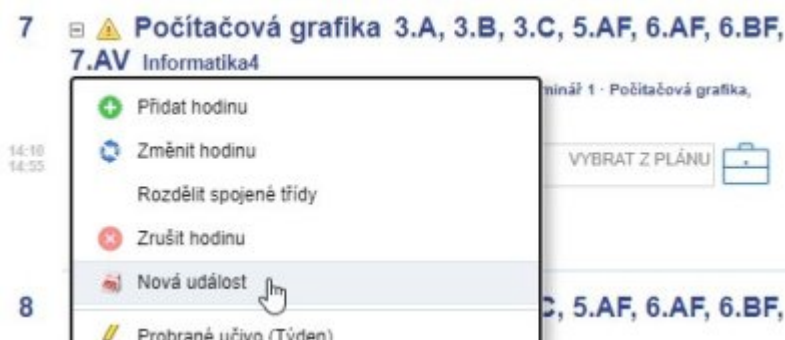 7 Počítačová grafika 3.A, 3.B, 3.C, 5.AF, 6.AF, 6.BF,
7.AV Informatika4
minář 1 · Počítačová grafika,
Přidat hodinu
14:10
14:55
Změnit hodinu
VYBRAT Z PLÁNU
Rozdělit spojené třídy
Zrušit hodinu
Nová událost
8 C, 5.AF, 6.AF, 6.BF,
Probrané učivo (Týden)